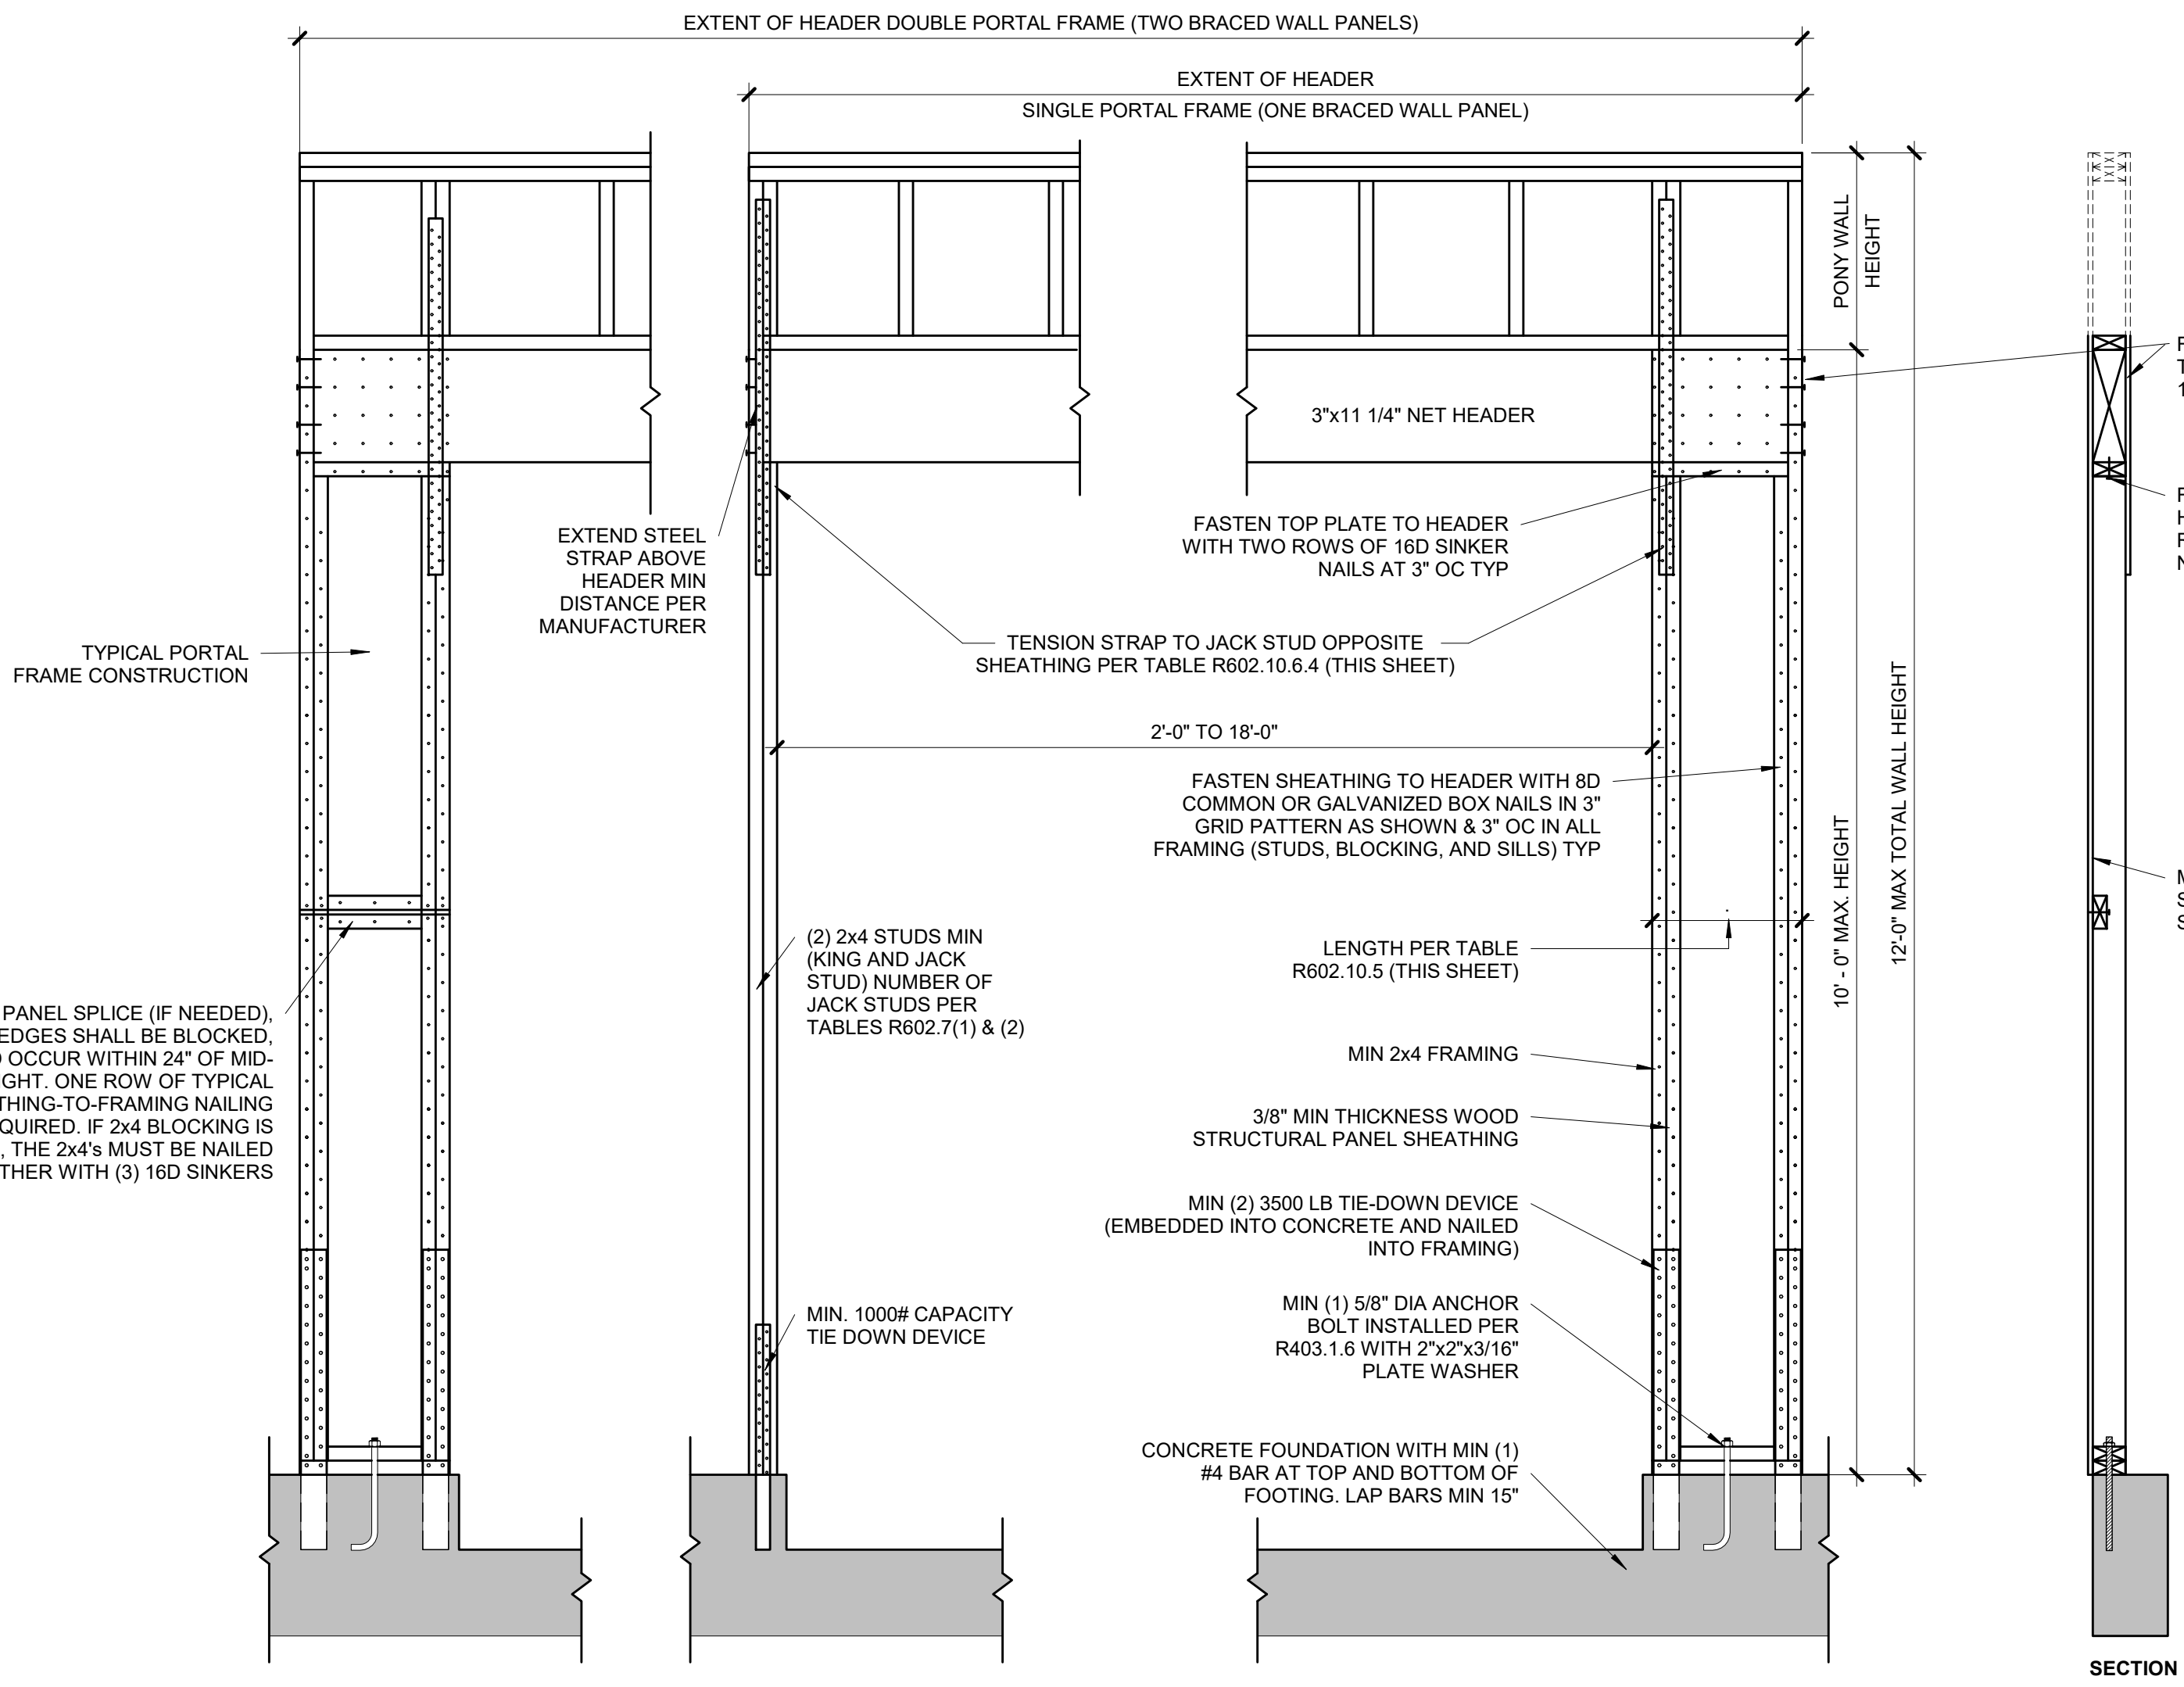 EXTENT OF HEADER DOUBLE PORTAL FRAME (TWO BRACED WALL PANELS)
EXTENT OF HEADER
SINGLE PORTAL FRAME (ONE BRACED WALL PANEL)
PONY WALL
HEIGHT
3"x11 1/4" NET HEADER
EXTEND STEEL
STRAP ABOVE
HEADER MIN
DISTANCE PER
MANUFACTURER
FASTEN TOP PLATE TO HEADER
WITH TWO ROWS OF 16D SINKER
NAILS AT 3" OC TYP
TYPICAL PORTAL
FRAME CONSTRUCTION
TENSION STRAP TO JACK STUD OPPOSITE
SHEATHING PER TABLE R602.10.6.4 (THIS SHEET)
2'-0" TO 18'-0"
FASTEN SHEATHING TO HEADER WITH 8D
COMMON OR GALVANIZED BOX NAILS IN 3"
GRID PATTERN AS SHOWN & 3" OC IN ALL
FRAMING (STUDS, BLOCKING, AND SILLS) TYP
10' - 0" MAX. HEIGHT
12'-0" MAX TOTAL WALL HEIGHT
(2) 2x4 STUDS MIN
(KING AND JACK
STUD) NUMBER OF
JACK STUDS PER
TABLES R602.7(1) & (2)
LENGTH PER TABLE
R602.10.5 (THIS SHEET)
PANEL SPLICE (IF NEEDED),
EDGES SHALL BE BLOCKED,
OCCUR WITHIN 24" OF MID-
GHT. ONE ROW OF TYPICAL
THING-TO-FRAMING NAILING
QUIRED. IF 2x4 BLOCKING IS
, THE 2x4's MUST BE NAILED
THER WITH (3) 16D SINKERS
MIN 2x4 FRAMING
3/8" MIN THICKNESS WOOD
STRUCTURAL PANEL SHEATHING
MIN (2) 3500 LB TIE-DOWN DEVICE
(EMBEDDED INTO CONCRETE AND NAILED
INTO FRAMING)
MIN. 1000# CAPACITY
TIE DOWN DEVICE
MIN (1) 5/8" DIA ANCHOR
BOLT INSTALLED PER
R403.1.6 WITH 2"x2"x3/16"
PLATE WASHER
CONCRETE FOUNDATION WITH MIN (1)
#4 BAR AT TOP AND BOTTOM OF
FOOTING. LAP BARS MIN 15"
SECTION